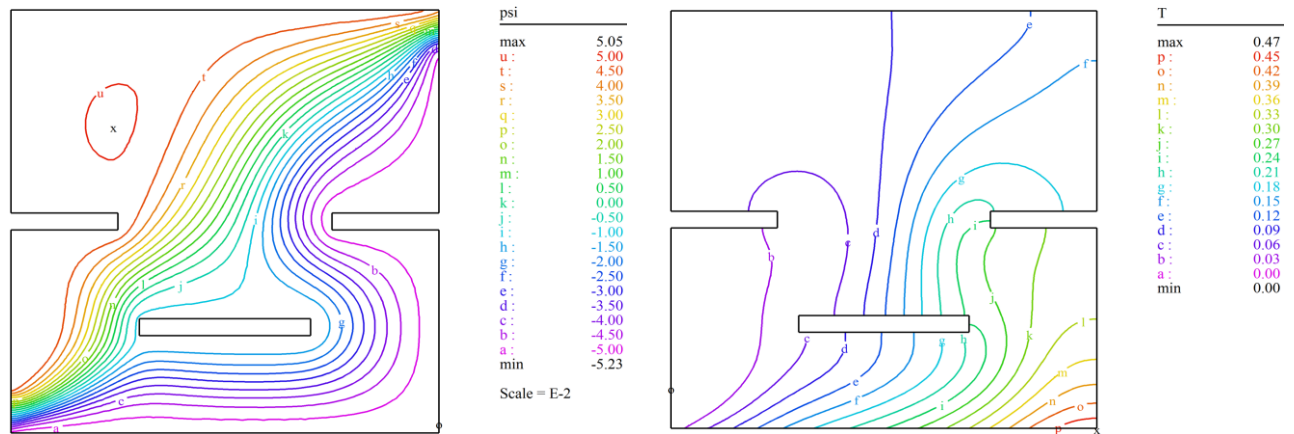 psi
max 5.05
u : 5.00
t : 4.50
s : 4.00
r : 3.50
q : 3.00
p : 2.50
o : 2.00
n : 1.50
m : 1.00
l : 0.50
k : 0.00
j : -0.50
i : -1.00
h : -1.50
g : -2.00
f : -2.50
e : -3.00
d : -3.50
c : -4.00
b : -4.50
a : -5.00
min -5.23
Scale = E-2
u
x
t
s
r
k
h
f
e
d
i
l
j
n
o
g
b
c
a
o
T
max 0.47
p : 0.45
o : 0.42
n : 0.39
m : 0.36
l : 0.33
k : 0.30
j : 0.27
i : 0.24
h : 0.21
g : 0.18
f : 0.15
e : 0.12
d : 0.09
c : 0.06
b : 0.03
a : 0.00
min 0.00
e
f
g
h
i
d
c
b
j
l
k
c
d
g
h
m
e
f
i
n
o
p
x
o